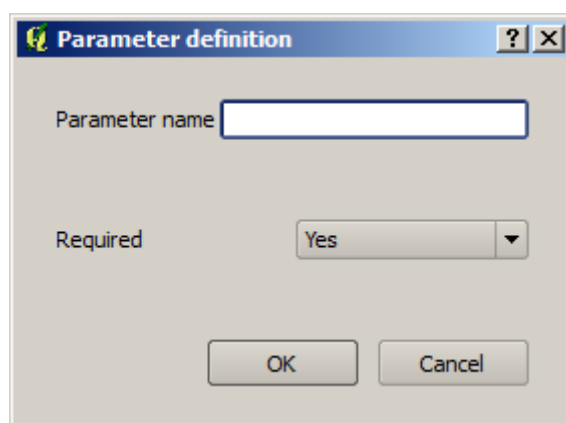 Parameter definition
Parameter name
Required Yes
OK Cancel